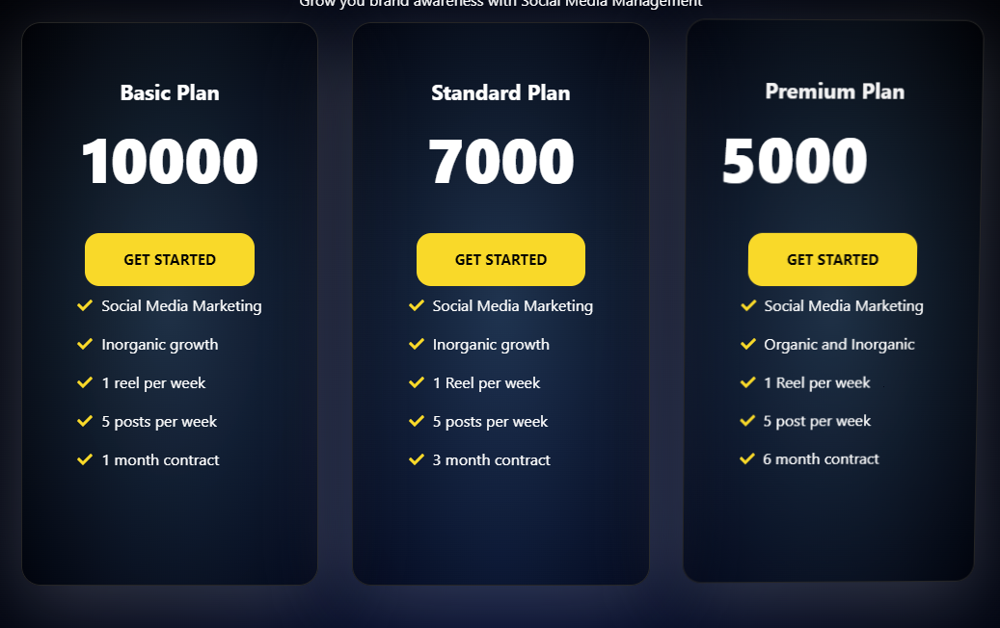 Grow you brand awareness with Social Media Management
Basic Plan
10000
GET STARTED
Social Media Marketing
Inorganic growth
1 reel per week
5 posts per week
1 month contract
Standard Plan
7000
GET STARTED
Social Media Marketing
Inorganic growth
1 Reel per week
5 posts per week
3 month contract
Premium Plan
5000
GET STARTED
Social Media Marketing
Organic and Inorganic
1 Reel per week
5 post per week
6 month contract